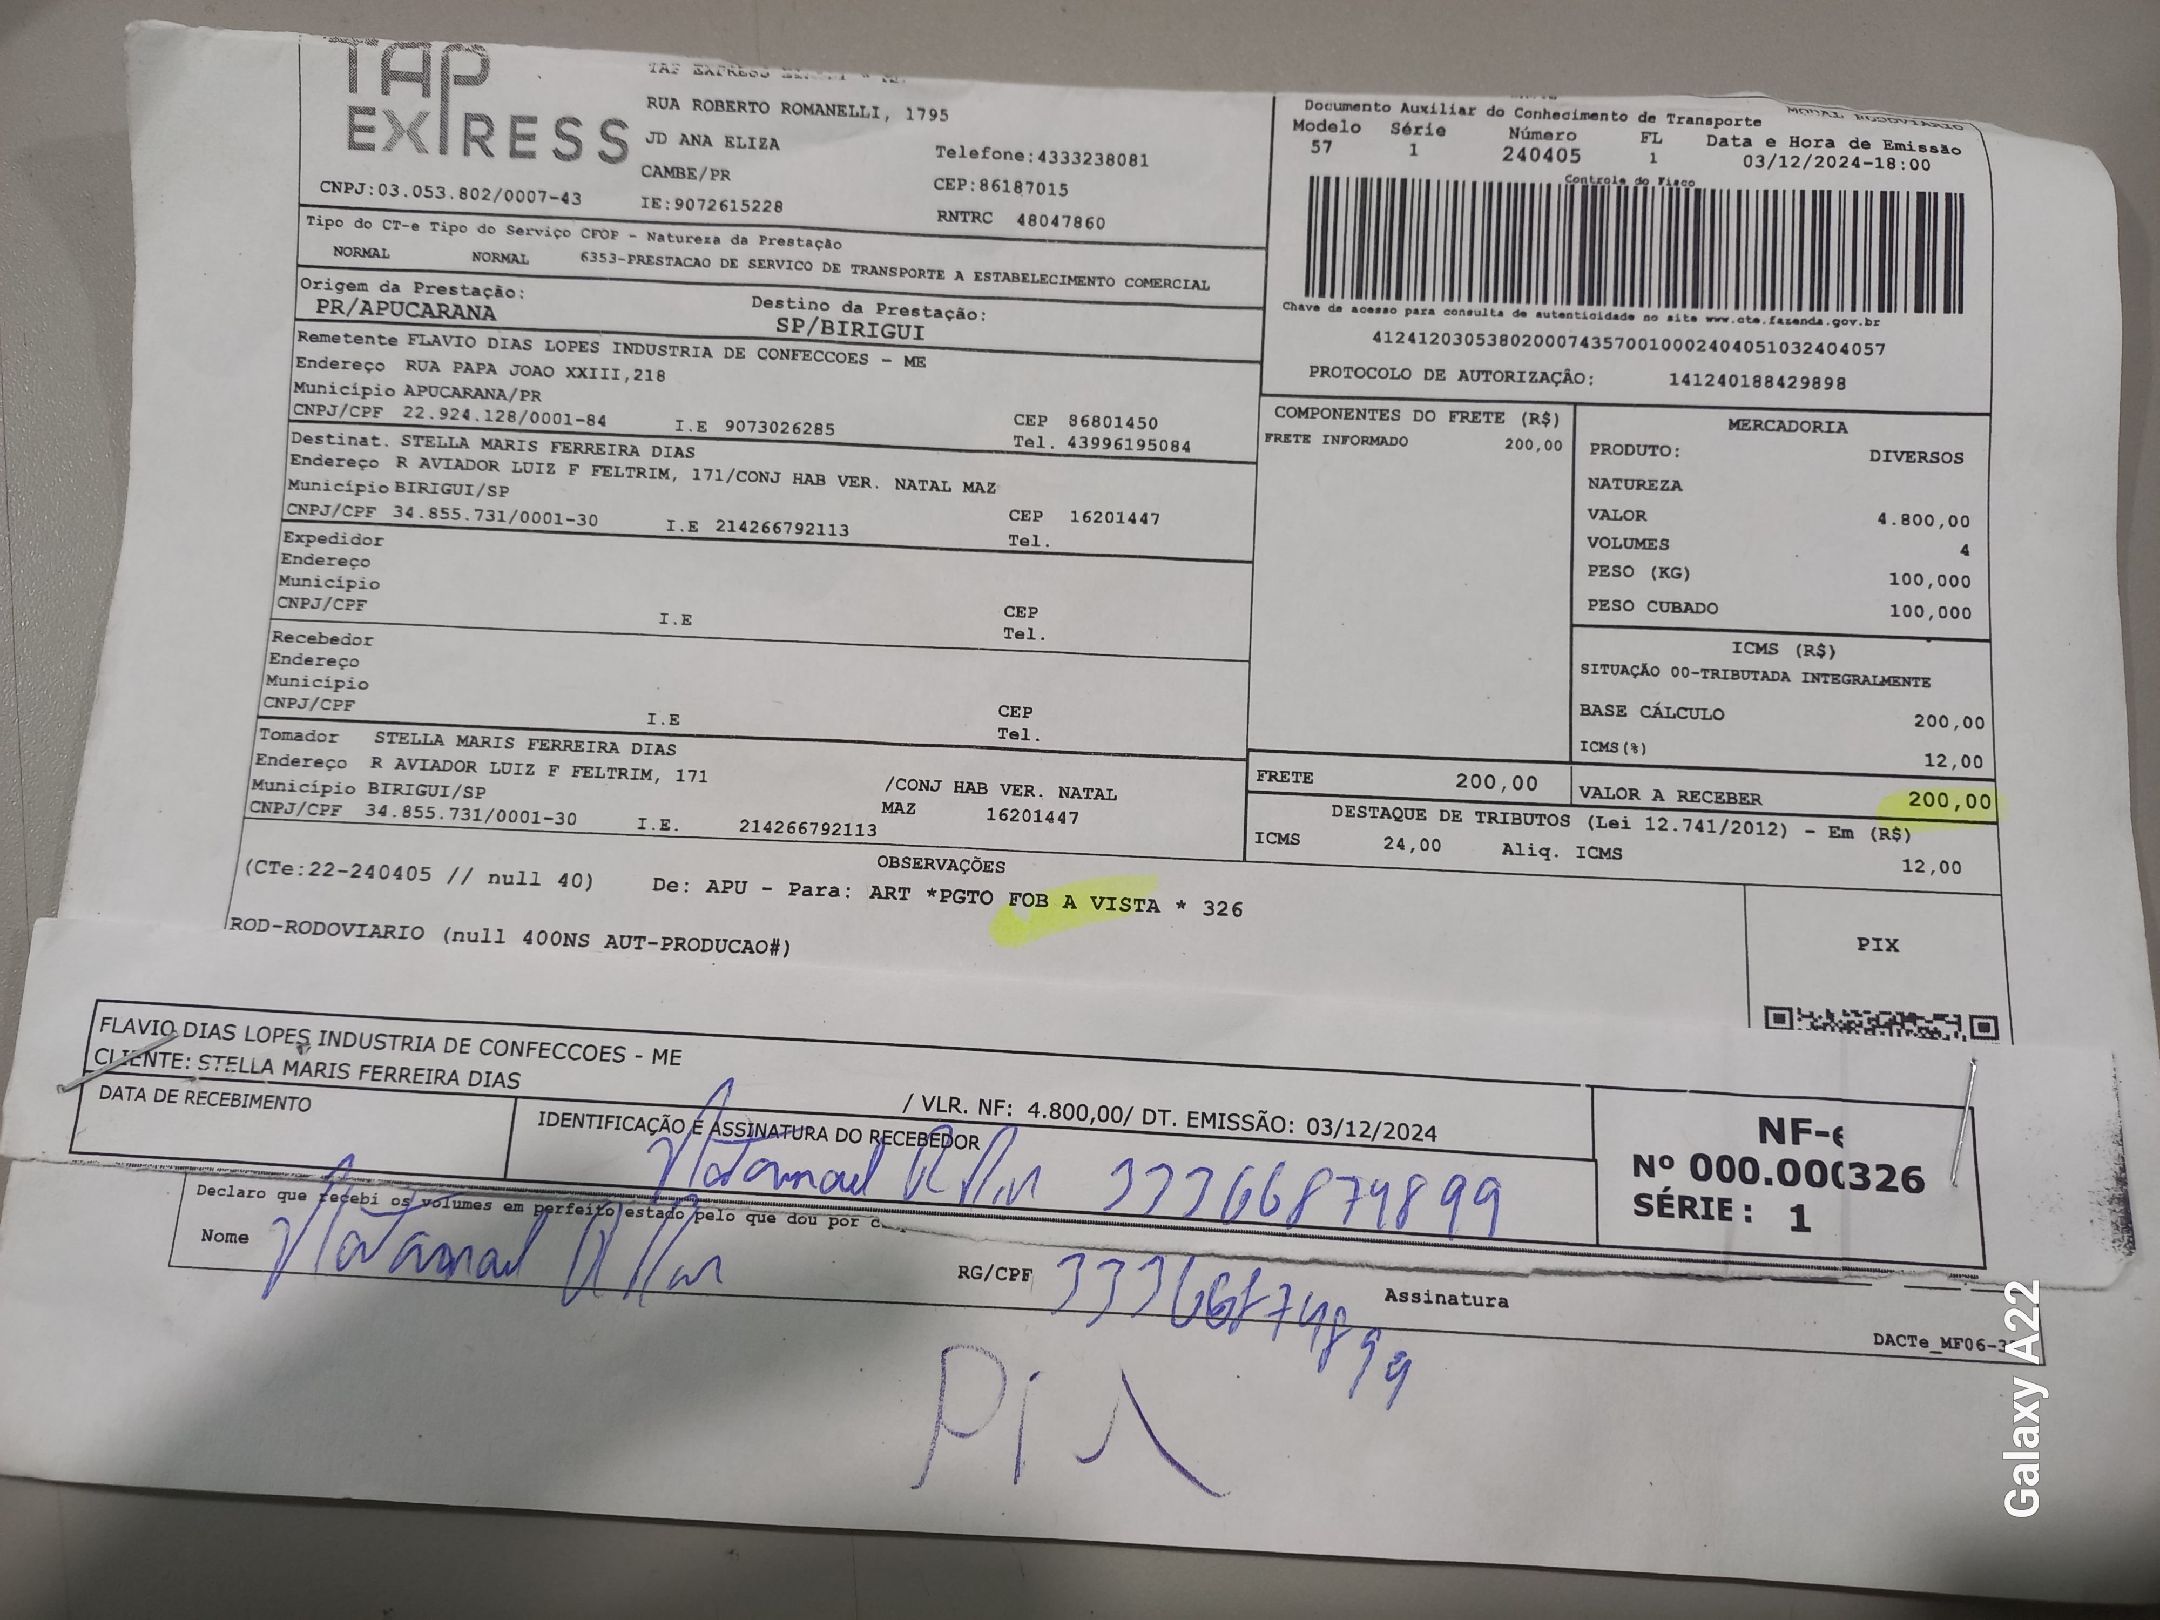 TAP
EXPRESS
CNPJ:03.053.802/0007-43
TAP EXPRESS
RUA ROBERTO ROMANELLI, 1795
JD ANA ELIZA
CAMBE/PR
IE:9072615228
Telefone:4333238081
CEP:86187015
RNTRC 48047860
MODAL RODOVIARIO
Documento Auxiliar do Conhecimento de Transporte
Modelo Série Número FL Data e Hora de Emissão
57 1 240405 1 03/12/2024-18:00
Controle do Fisco
Chave de acesso para consulta de autenticidade no site www.cte.fazenda.gov.br
41241203053802000743570010002404051032404057
PROTOCOLO DE AUTORIZAÇÂO: 141240188429898
Tipo do CT-e Tipo do Serviço CFOP - Natureza da Prestação
NORMAL NORMAL 6353-PRESTACAO DE SERVICO DE TRANSPORTE A ESTABELECIMENTO COMERCIAL
Origem da Prestação: Destino da Prestação:
PR/APUCARANA SP/BIRIGUI
Remetente FLAVIO DIAS LOPES INDUSTRIA DE CONFECCOES - ME
Endereço RUA PAPA JOAO XXIII,218
Município APUCARANA/PR CEP 86801450
CNPJ/CPF 22.924.128/0001-84 I.E 9073026285 Tel. 43996195084
Destinat. STELLA MARIS FERREIRA DIAS
Endereço R AVIADOR LUIZ F FELTRIM, 171/CONJ HAB VER. NATAL MAZ
Município BIRIGUI/SP CEP 16201447
CNPJ/CPF 34.855.731/0001-30 I.E 214266792113 Tel.
Expedidor
Endereço
Município CEP
CNPJ/CPF I.E Tel.
Recebedor
Endereço
Município CEP
CNPJ/CPF I.E Tel.
Tomador STELLA MARIS FERREIRA DIAS
Endereço R AVIADOR LUIZ F FELTRIM, 171 /CONJ HAB VER. NATAL
Município BIRIGUI/SP MAZ 16201447
CNPJ/CPF 34.855.731/0001-30 I.E. 214266792113
COMPONENTES DO FRETE (R$)
FRETE INFORMADO 200,00
MERCADORIA
PRODUTO: DIVERSOS
NATUREZA
VALOR 4.800,00
VOLUMES 4
PESO (KG) 100,000
PESO CUBADO 100,000
ICMS (R$)
SITUAÇÃO 00-TRIBUTADA INTEGRALMENTE
BASE CÁLCULO 200,00
ICMS(%) 12,00
FRETE 200,00 VALOR A RECEBER 200,00
DESTAQUE DE TRIBUTOS (Lei 12.741/2012) - Em (R$)
ICMS 24,00 Aliq. ICMS 12,00
OBSERVAÇÕES
(CTe:22-240405 // null 40) De: APU - Para: ART *PGTO FOB A VISTA * 326
ROD-RODOVIARIO (null 400NS AUT-PRODUCAO#)
PIX
FLAVIO DIAS LOPES INDUSTRIA DE CONFECCOES - ME
CLIENTE: STELLA MARIS FERREIRA DIAS
/ VLR. NF: 4.800,00/ DT. EMISSÃO: 03/12/2024
DATA DE RECEBIMENTO
IDENTIFICAÇÃO E ASSINATURA DO RECEBEDOR
33366874899
NF-e
Nº 000.000326
SÉRIE: 1
Declaro que recebi os volumes em perfeito estado pelo que dou por
Nome
RG/CPF 33366874899
Assinatura
DACTe_MF06-3
Pix
Galaxy A22